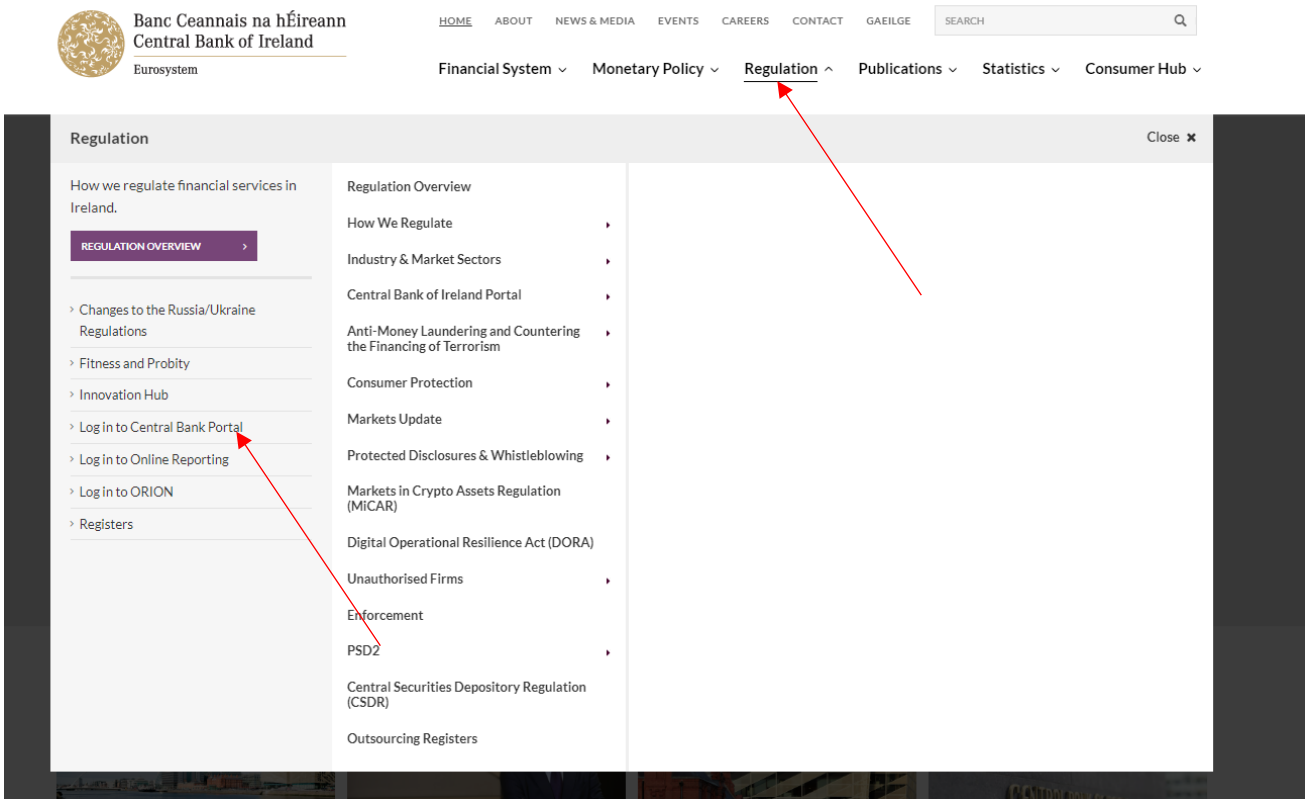 Banc Ceannais na hÉireann
Central Bank of Ireland
Eurosystem
HOME ABOUT NEWS & MEDIA EVENTS CAREERS CONTACT GAEILGE SEARCH
Financial System Monetary Policy Regulation Publications Statistics Consumer Hub
Regulation
Close ✖
How we regulate financial services in
Ireland.
REGULATION OVERVIEW >
> Changes to the Russia/Ukraine
Regulations
> Fitness and Probity
> Innovation Hub
> Log in to Central Bank Portal
> Log in to Online Reporting
> Log in to ORION
> Registers
Regulation Overview
How We Regulate
Industry & Market Sectors
Central Bank of Ireland Portal
Anti-Money Laundering and Countering
the Financing of Terrorism
Consumer Protection
Markets Update
Protected Disclosures & Whistleblowing
Markets in Crypto Assets Regulation
(MiCAR)
Digital Operational Resilience Act (DORA)
Unauthorised Firms
Enforcement
PSD2
Central Securities Depository Regulation
(CSDR)
Outsourcing Registers